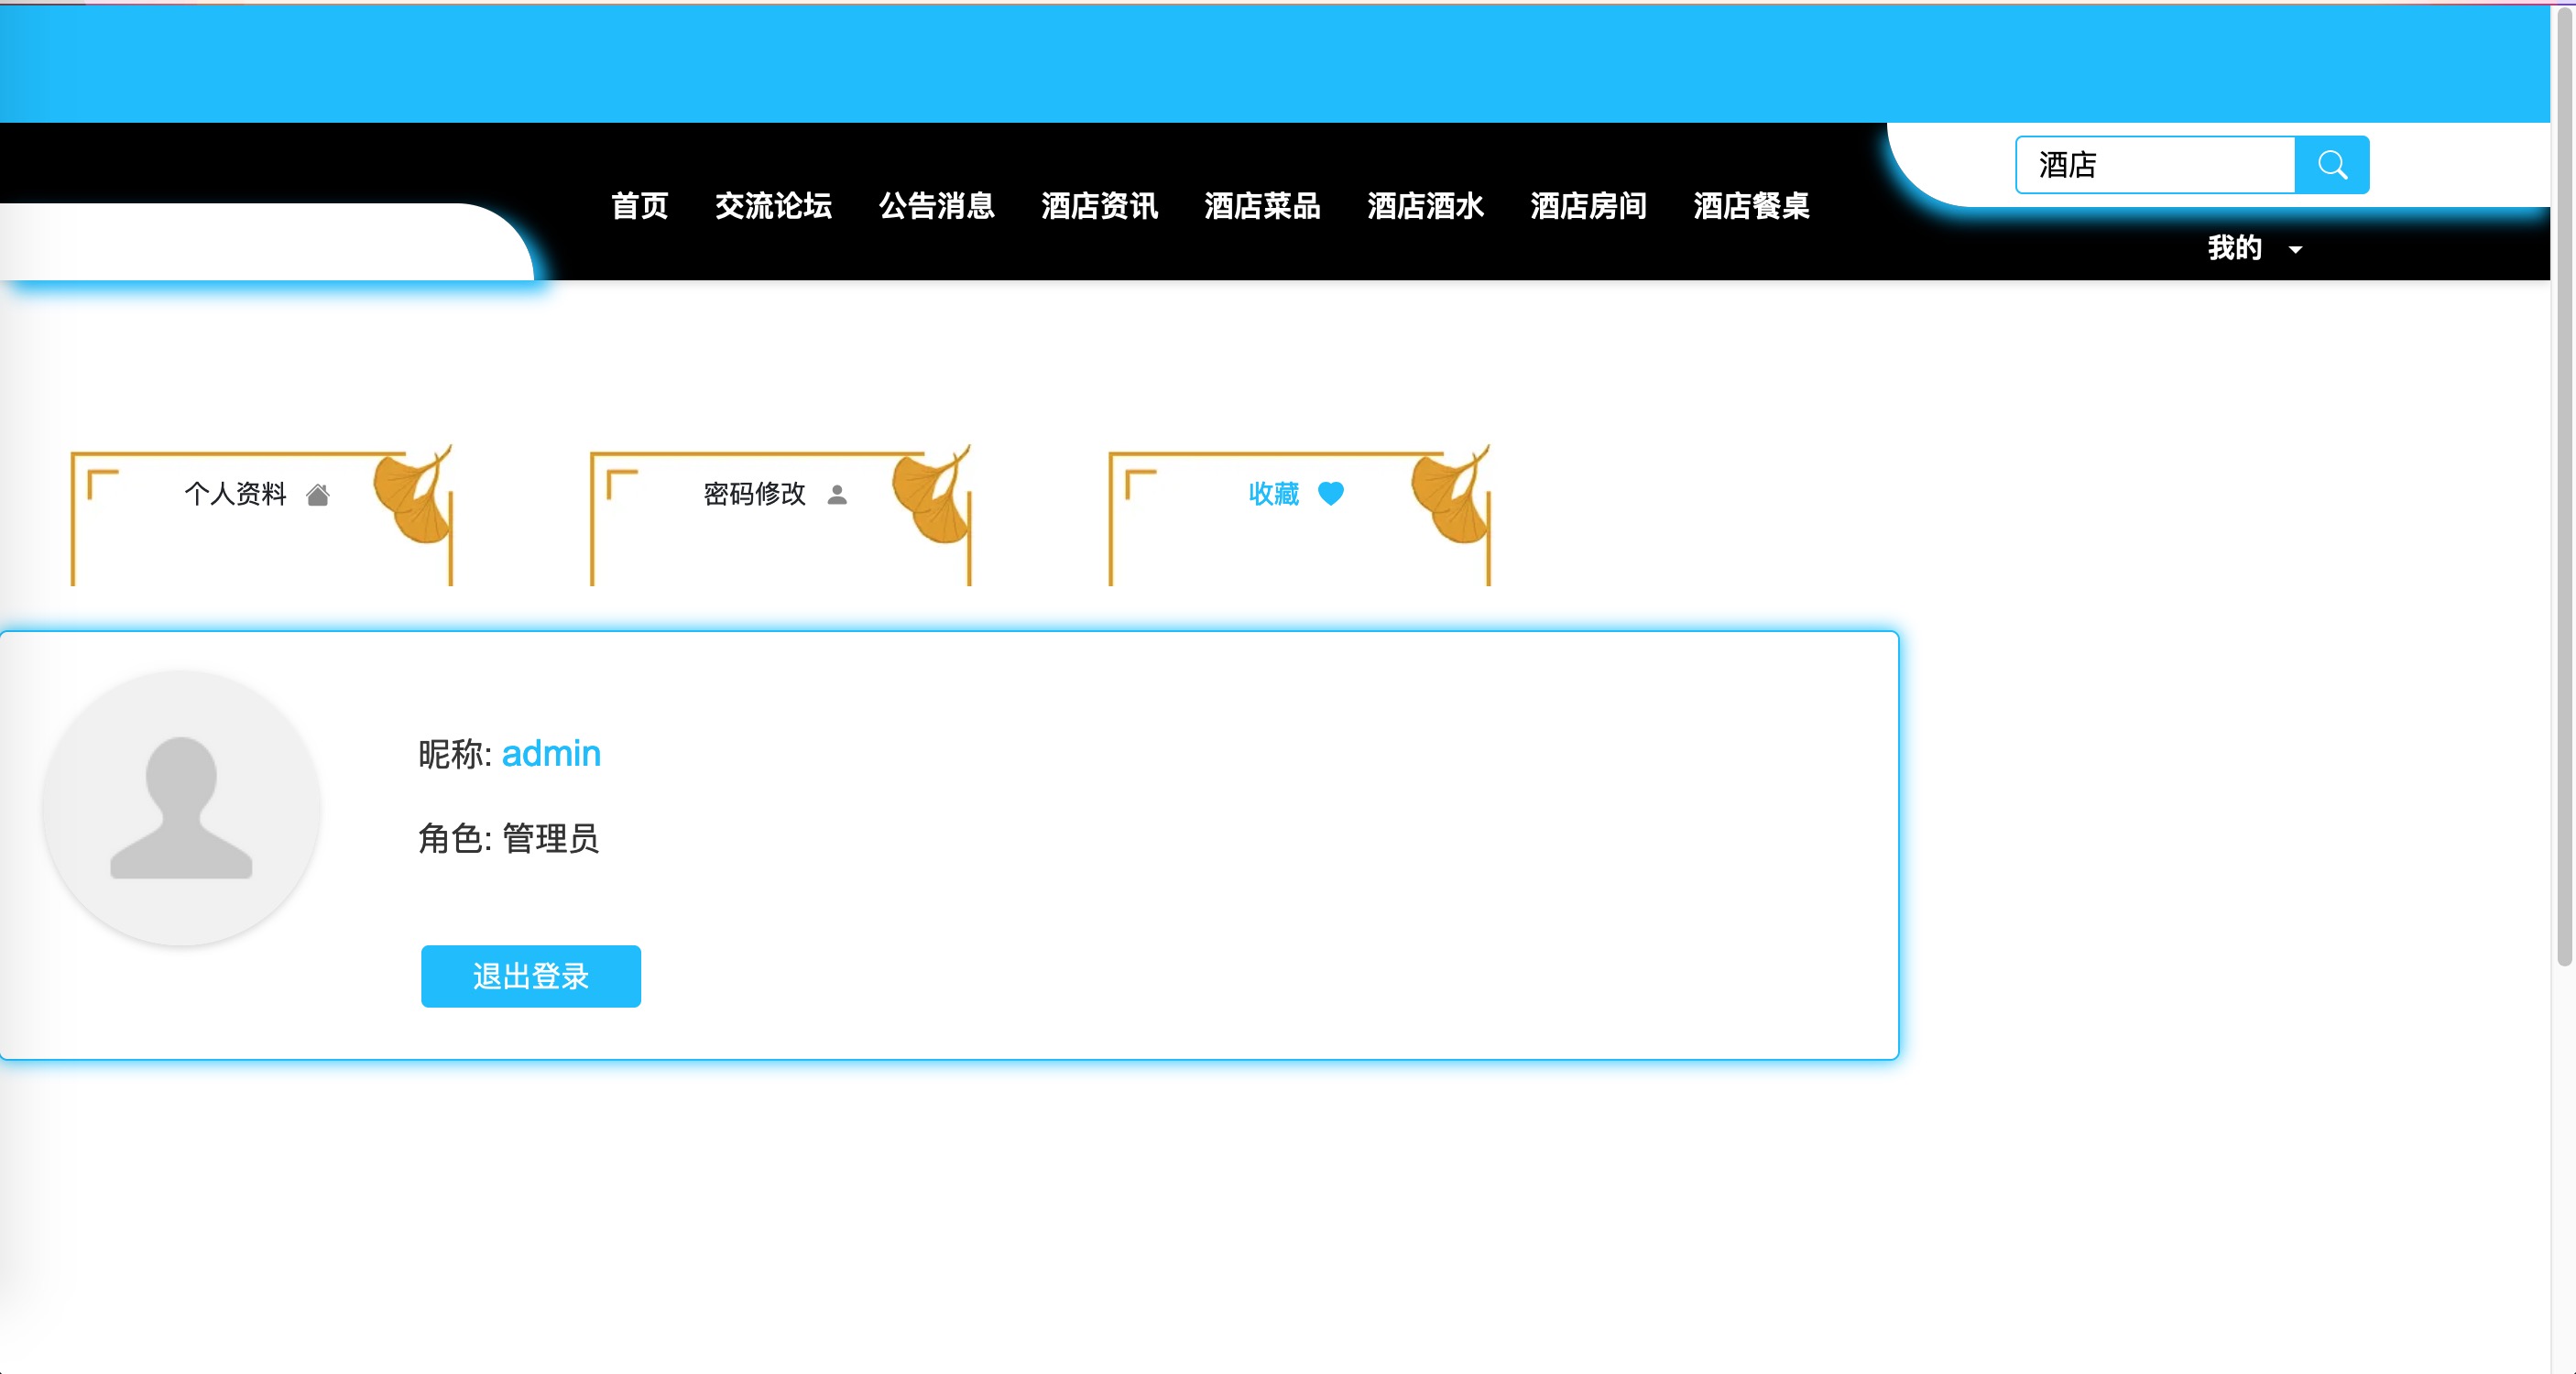 酒店
首页 交流论坛 公告消息 酒店资讯 酒店菜品 酒店酒水 酒店房间 酒店餐桌
我的
个人资料 密码修改 收藏
昵称: admin
角色: 管理员
退出登录